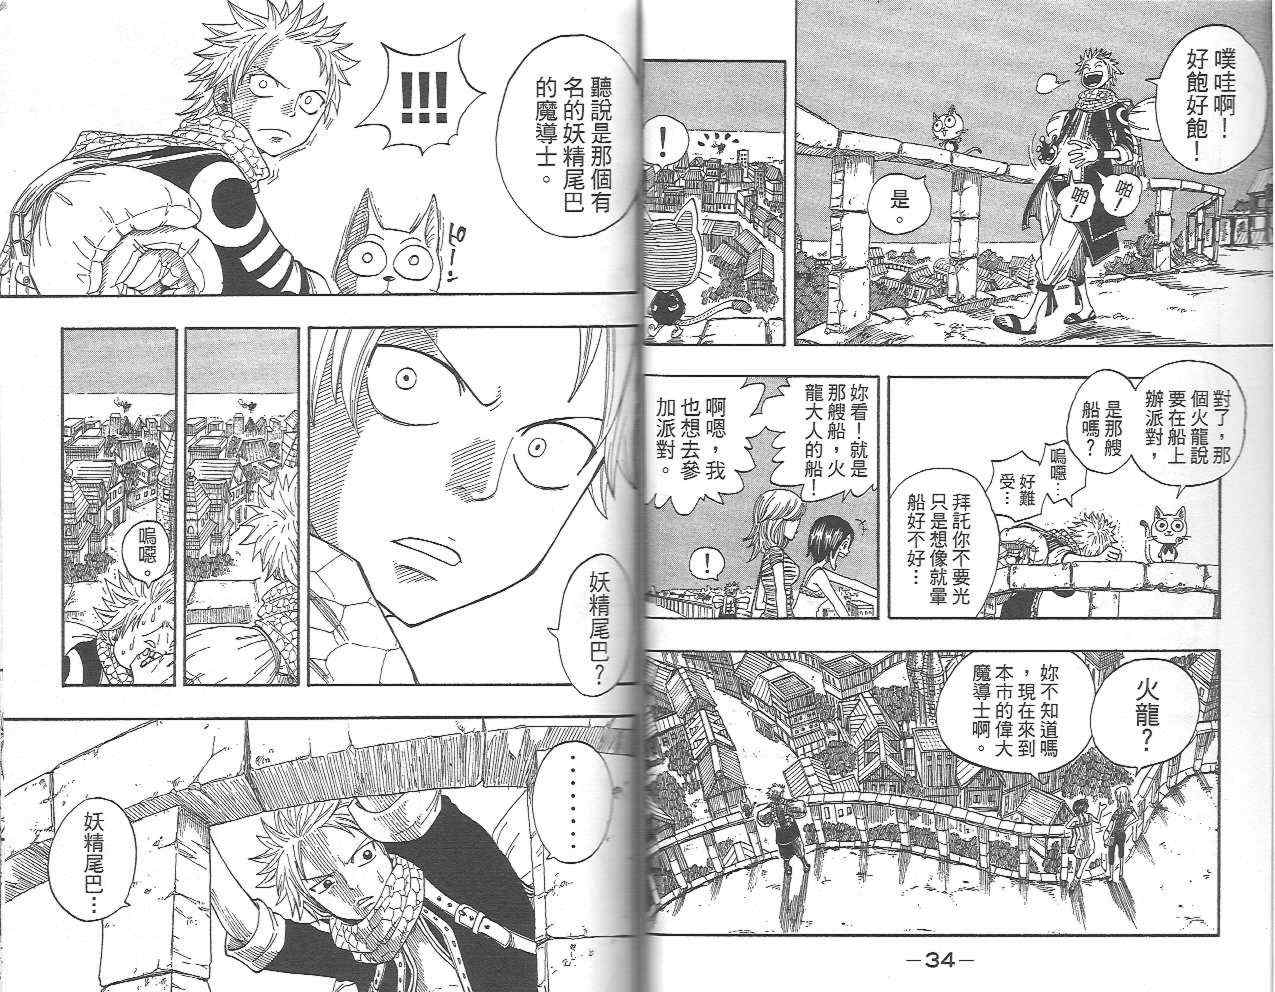 噗哇啊！
好飽好飽！
啪！
啪！
是。
！
對了，那
個火龍說
要在船上
辦派對，
是那艘
船嗎？
嗚噁…
好難
受…
拜託你不要光
只是想像就暈
船好不好…
妳看！就是
那艘船，火
龍大人的船！
啊嗯，我
也想去參
加派對。
！
火龍？
妳不知道嗎
，現在來到
本市的偉大
魔導士啊。
－34－
聽說是那個有
名的妖精尾巴
的魔導士。
!!!
妖精尾巴？
嗚噁。
……
妖精尾巴…